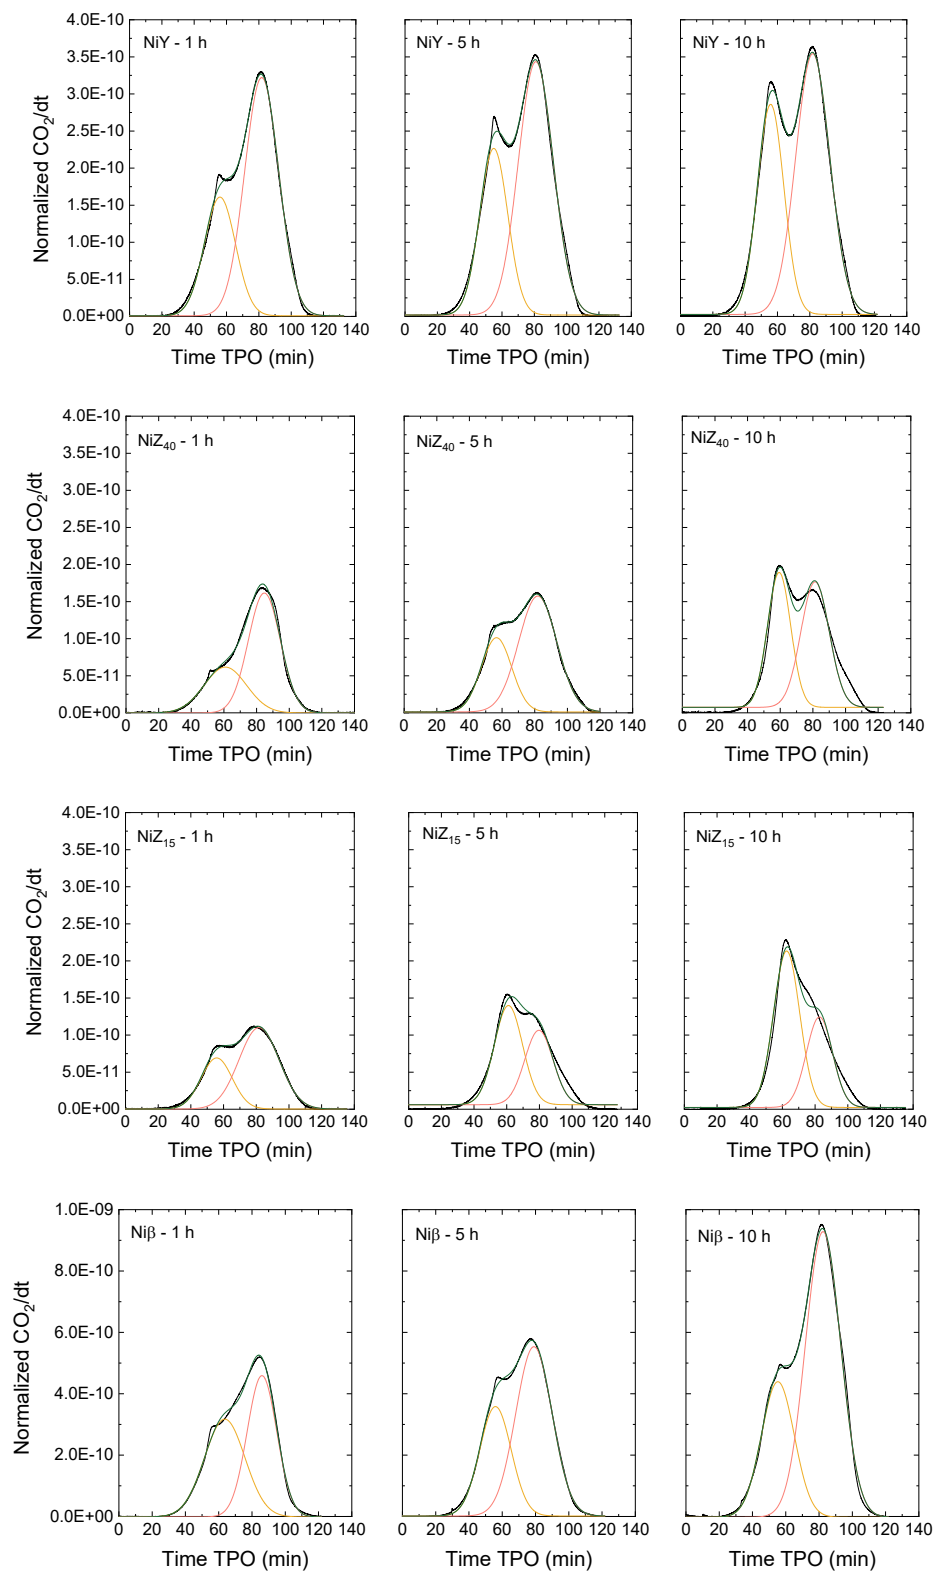 NiY - 1 h
NiY - 5 h
NiY - 10 h
Normalized CO₂/dt
4.0E-10
3.5E-10
3.0E-10
2.5E-10
2.0E-10
1.5E-10
1.0E-10
5.0E-11
0.0E+00
0 20 40 60 80 100 120 140
0 20 40 60 80 100 120 140
0 20 40 60 80 100 120 140
Time TPO (min)
Time TPO (min)
Time TPO (min)
NiZ₄₀ - 1 h
NiZ₄₀ - 5 h
NiZ₄₀ - 10 h
Normalized CO₂/dt
4.0E-10
3.5E-10
3.0E-10
2.5E-10
2.0E-10
1.5E-10
1.0E-10
5.0E-11
0.0E+00
0 20 40 60 80 100 120 140
0 20 40 60 80 100 120 140
0 20 40 60 80 100 120 140
Time TPO (min)
Time TPO (min)
Time TPO (min)
NiZ₁₅ - 1 h
NiZ₁₅ - 5 h
NiZ₁₅ - 10 h
Normalized CO₂/dt
4.0E-10
3.5E-10
3.0E-10
2.5E-10
2.0E-10
1.5E-10
1.0E-10
5.0E-11
0.0E+00
0 20 40 60 80 100 120 140
0 20 40 60 80 100 120 140
0 20 40 60 80 100 120 140
Time TPO (min)
Time TPO (min)
Time TPO (min)
Niβ - 1 h
Niβ - 5 h
Niβ - 10 h
Normalized CO₂/dt
1.0E-09
8.0E-10
6.0E-10
4.0E-10
2.0E-10
0.0E+00
0 20 40 60 80 100 120 140
0 20 40 60 80 100 120 140
0 20 40 60 80 100 120 140
Time TPO (min)
Time TPO (min)
Time TPO (min)